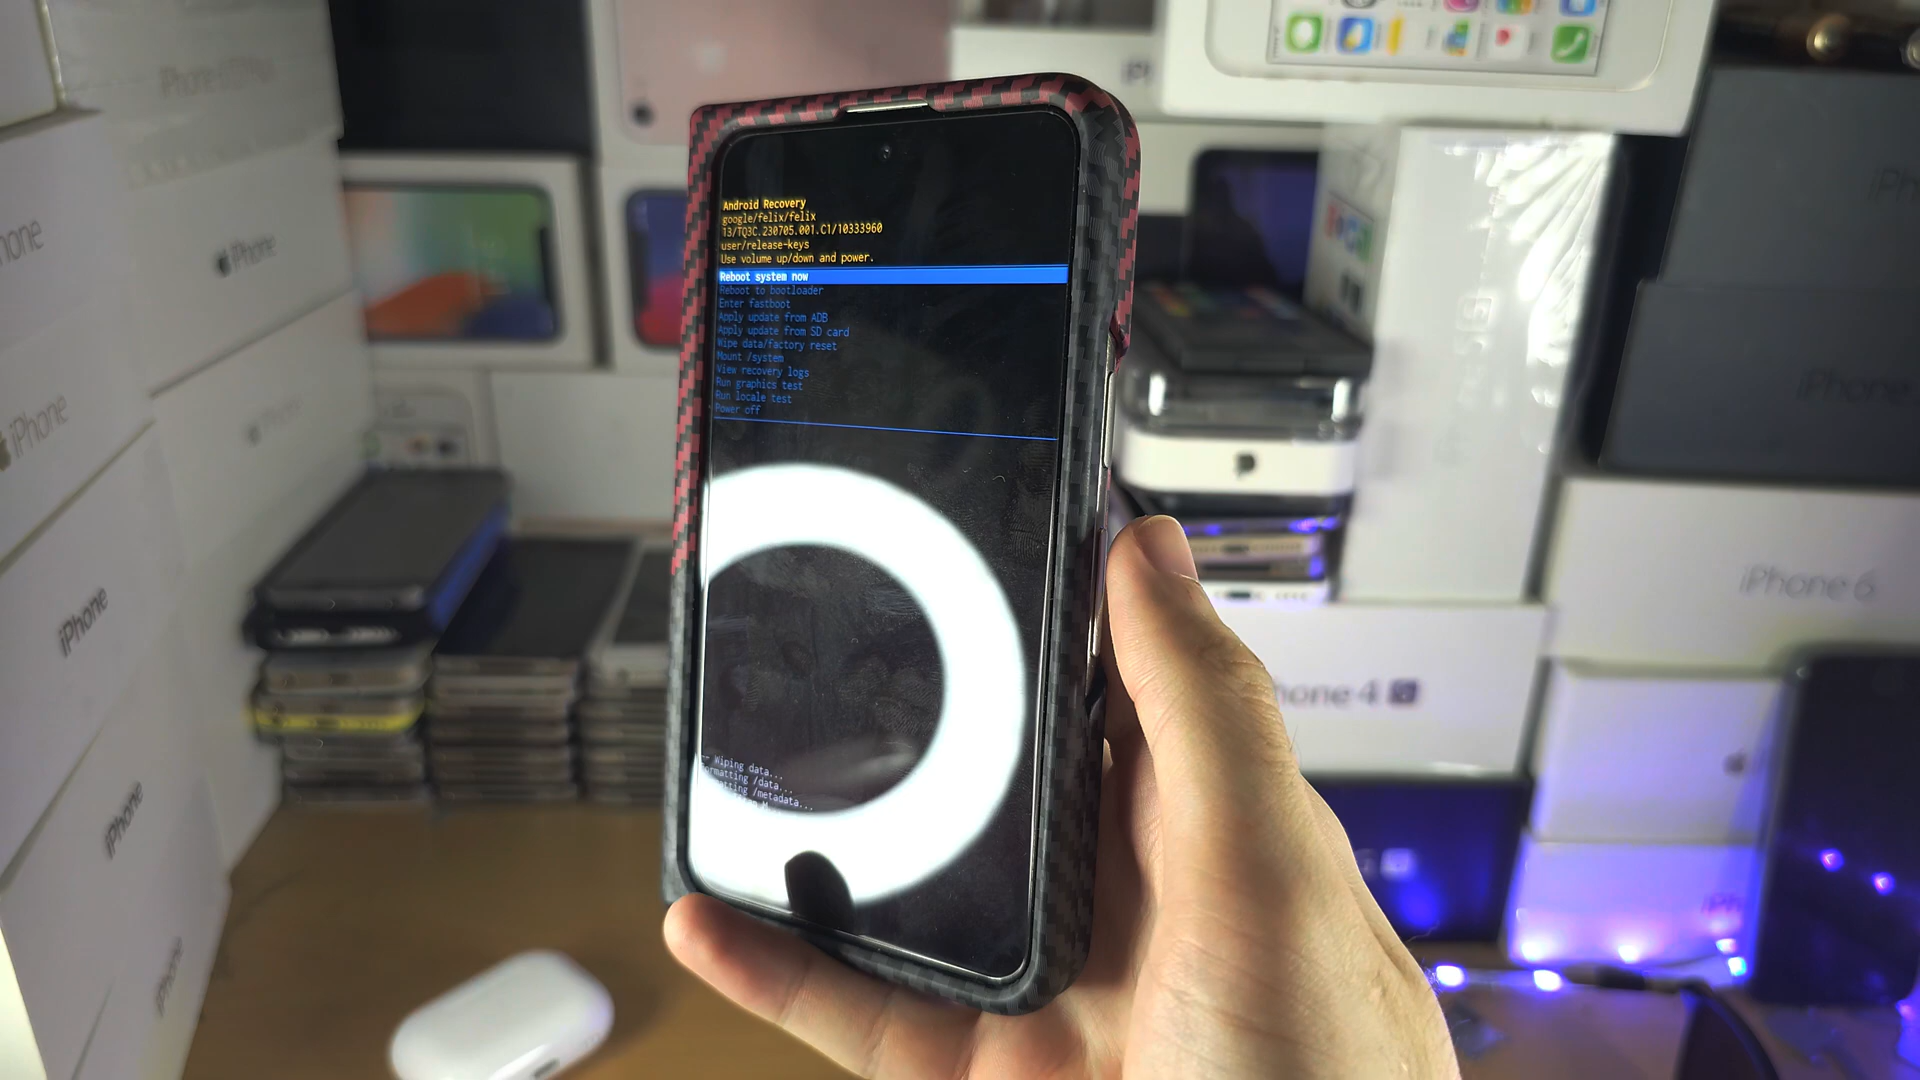 Android Recovery
google/felix/felix
13/TQ3C.230705.001.C1/10333960
user/release-keys
Use volume up/down and power.
Reboot system now
Reboot to bootloader
Enter fastboot
Apply update from ADB
Apply update from SD card
Wipe data/factory reset
Mount /system
View recovery logs
Run graphics test
Run locale test
Power off
-- Wiping data...
Formatting /data...
Formatting /metadata...
iPhone
iPhone
iPhone
iPhone
iPhone
iPhone 6
iPhone 4 S